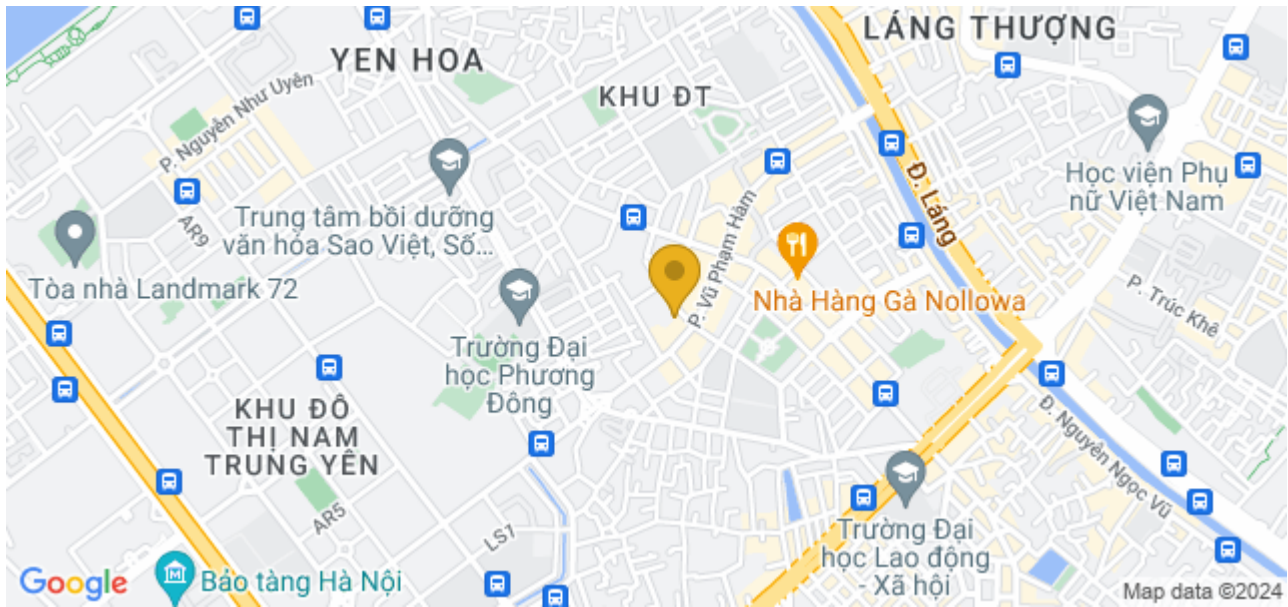 LÁNG THƯỢNG
YEN HOA
KHU ĐT
P. Nguyễn Như Uyên
Đ. Láng
Học viện Phụ
nữ Việt Nam
AR9
Trung tâm bồi dưỡng
văn hóa Sao Việt, Số...
P. Vũ Phạm Hàm
Tòa nhà Landmark 72
Nhà Hàng Gà Nollowa
P. Trúc Khê
Trường Đại
học Phương
Đông
KHU ĐÔ
THỊ NAM
TRUNG YÊN
Đ. Nguyễn Ngọc Vũ
AR5
LS7
Trường Đại
học Lao động
- Xã hội
Google
Bảo tàng Hà Nội
Map data ©2024